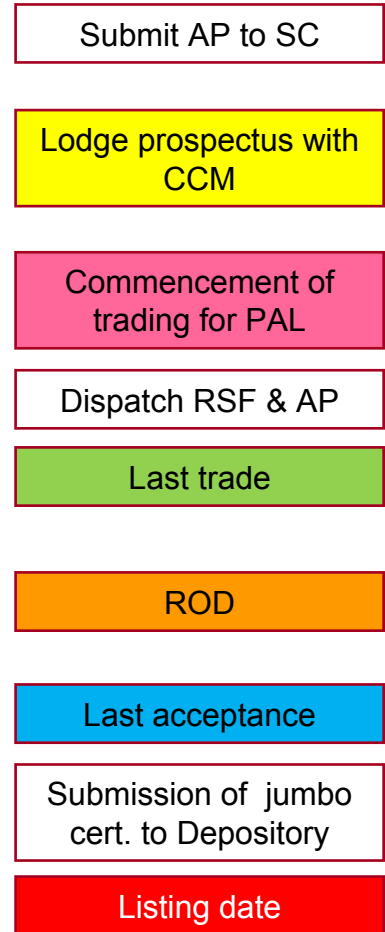 Submit AP to SC
Lodge prospectus with
CCM
Commencement of
trading for PAL
Dispatch RSF & AP
Last trade
ROD
Last acceptance
Submission of jumbo
cert. to Depository
Listing date